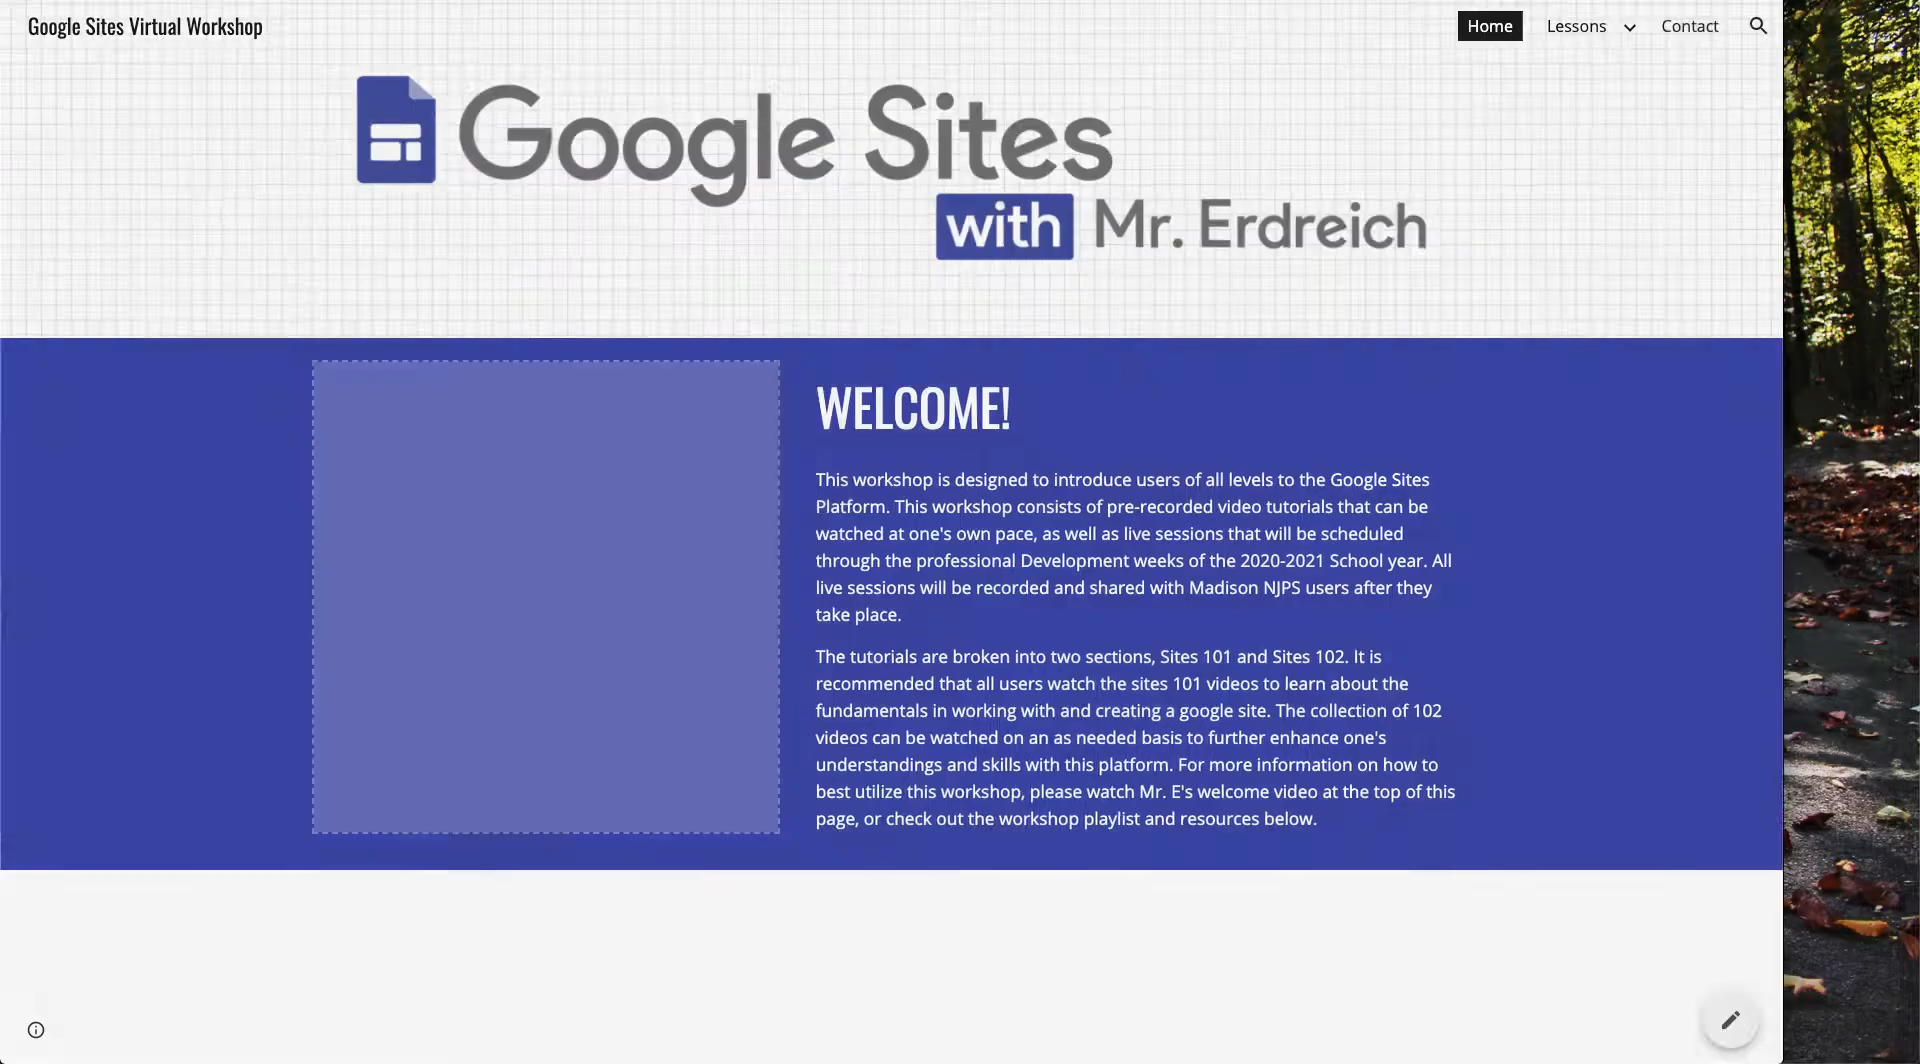 Google Sites Virtual Workshop
Home
Lessons
Contact
Google Sites
with Mr. Erdreich
WELCOME!
This workshop is designed to introduce users of all levels to the Google Sites
Platform. This workshop consists of pre-recorded video tutorials that can be
watched at one's own pace, as well as live sessions that will be scheduled
through the professional Development weeks of the 2020-2021 School year. All
live sessions will be recorded and shared with Madison NJPS users after they
take place.
The tutorials are broken into two sections, Sites 101 and Sites 102. It is
recommended that all users watch the sites 101 videos to learn about the
fundamentals in working with and creating a google site. The collection of 102
videos can be watched on an as needed basis to further enhance one's
understandings and skills with this platform. For more information on how to
best utilize this workshop, please watch Mr. E's welcome video at the top of this
page, or check out the workshop playlist and resources below.